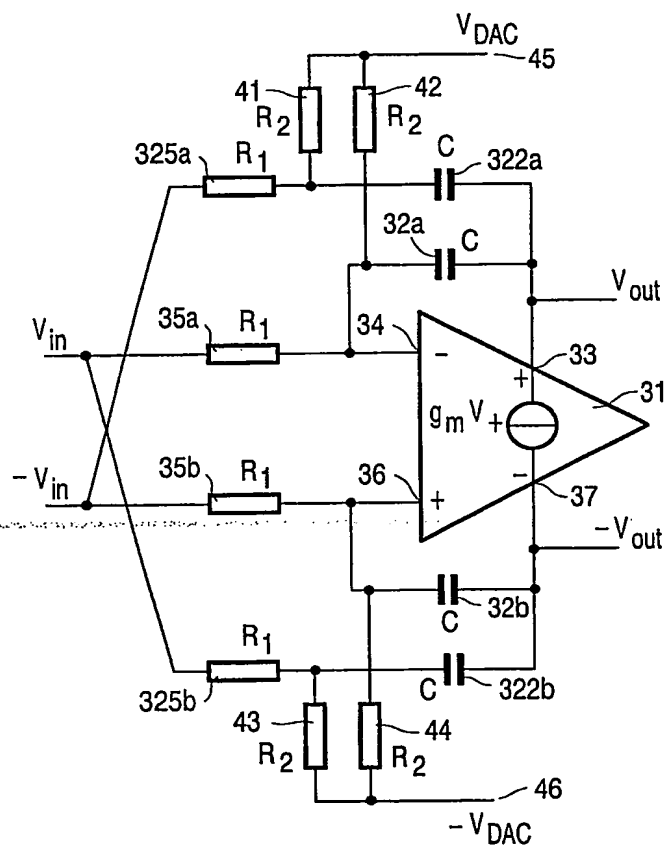 V_DAC
45
41
42
R_2
R_2
325a
R_1
C
322a
32a
C
V_out
V_in
35a
R_1
34
33
-
+
31
g_m V
+
-V_in
35b
R_1
36
+
-
37
-V_out
32b
C
R_1
325b
C
322b
43
44
R_2
R_2
46
-V_DAC